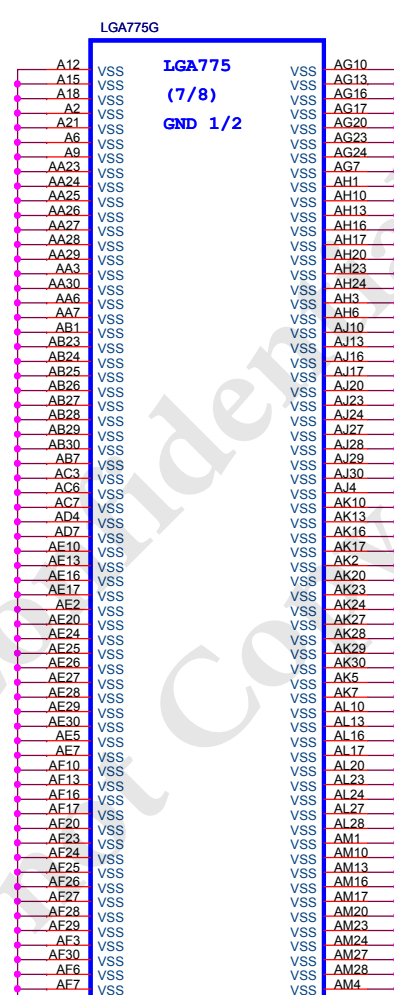 LGA775G
LGA775
(7/8)
GND 1/2
A12 VSS VSS AG10
A15 VSS VSS AG13
A18 VSS VSS AG16
A2 VSS VSS AG17
A21 VSS VSS AG20
A6 VSS VSS AG23
A9 VSS VSS AG24
AA23 VSS VSS AG7
AA24 VSS VSS AH1
AA25 VSS VSS AH10
AA26 VSS VSS AH13
AA27 VSS VSS AH16
AA28 VSS VSS AH17
AA29 VSS VSS AH20
AA3 VSS VSS AH23
AA30 VSS VSS AH24
AA6 VSS VSS AH3
AA7 VSS VSS AH6
AB1 VSS VSS AJ10
AB23 VSS VSS AJ13
AB24 VSS VSS AJ16
AB25 VSS VSS AJ17
AB26 VSS VSS AJ20
AB27 VSS VSS AJ23
AB28 VSS VSS AJ24
AB29 VSS VSS AJ27
AB30 VSS VSS AJ28
AB7 VSS VSS AJ29
AC3 VSS VSS AJ30
AC6 VSS VSS AJ4
AC7 VSS VSS AK10
AD4 VSS VSS AK13
AD7 VSS VSS AK16
AE10 VSS VSS AK17
AE13 VSS VSS AK2
AE16 VSS VSS AK20
AE17 VSS VSS AK23
AE2 VSS VSS AK24
AE20 VSS VSS AK27
AE24 VSS VSS AK28
AE25 VSS VSS AK29
AE26 VSS VSS AK30
AE27 VSS VSS AK5
AE28 VSS VSS AK7
AE29 VSS VSS AL10
AE30 VSS VSS AL13
AE5 VSS VSS AL16
AE7 VSS VSS AL17
AF10 VSS VSS AL20
AF13 VSS VSS AL23
AF16 VSS VSS AL24
AF17 VSS VSS AL27
AF20 VSS VSS AL28
AF23 VSS VSS AM1
AF24 VSS VSS AM10
AF25 VSS VSS AM13
AF26 VSS VSS AM16
AF27 VSS VSS AM17
AF28 VSS VSS AM20
AF29 VSS VSS AM23
AF3 VSS VSS AM24
AF30 VSS VSS AM27
AF6 VSS VSS AM28
AF7 VSS VSS AM4